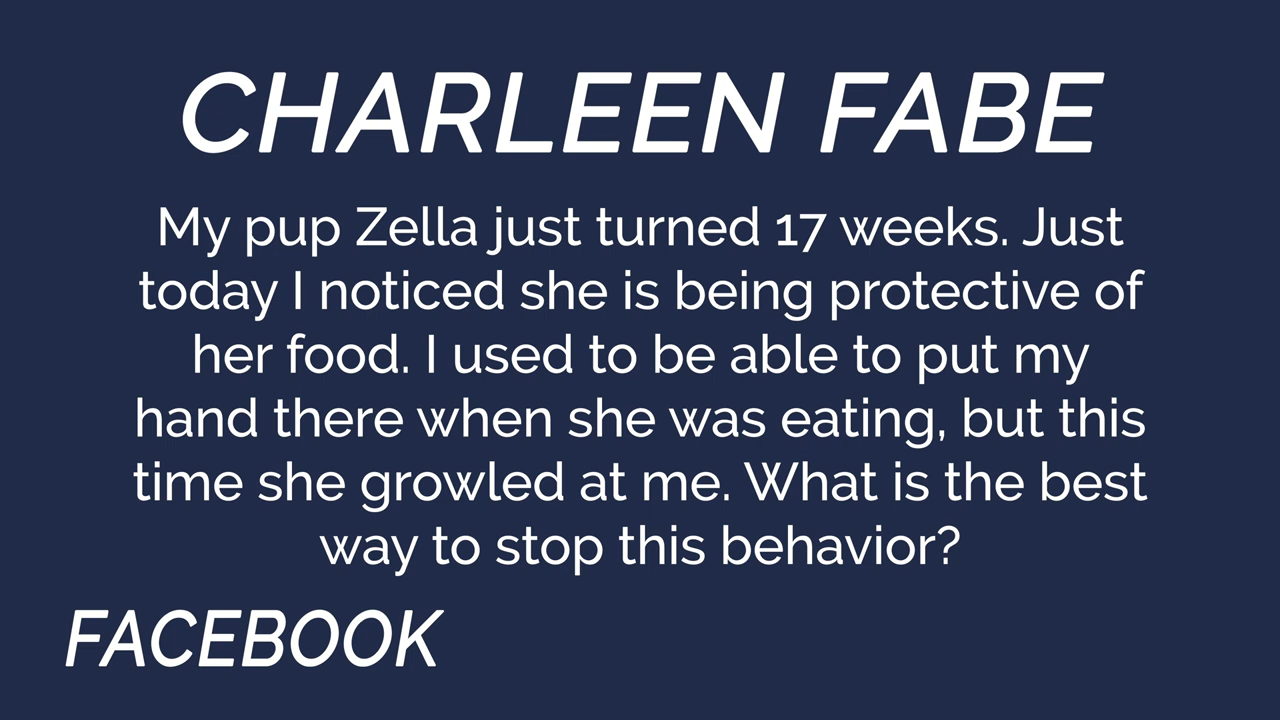 CHARLEEN FABE
My pup Zella just turned 17 weeks. Just
today I noticed she is being protective of
her food. I used to be able to put my
hand there when she was eating, but this
time she growled at me. What is the best
way to stop this behavior?
FACEBOOK